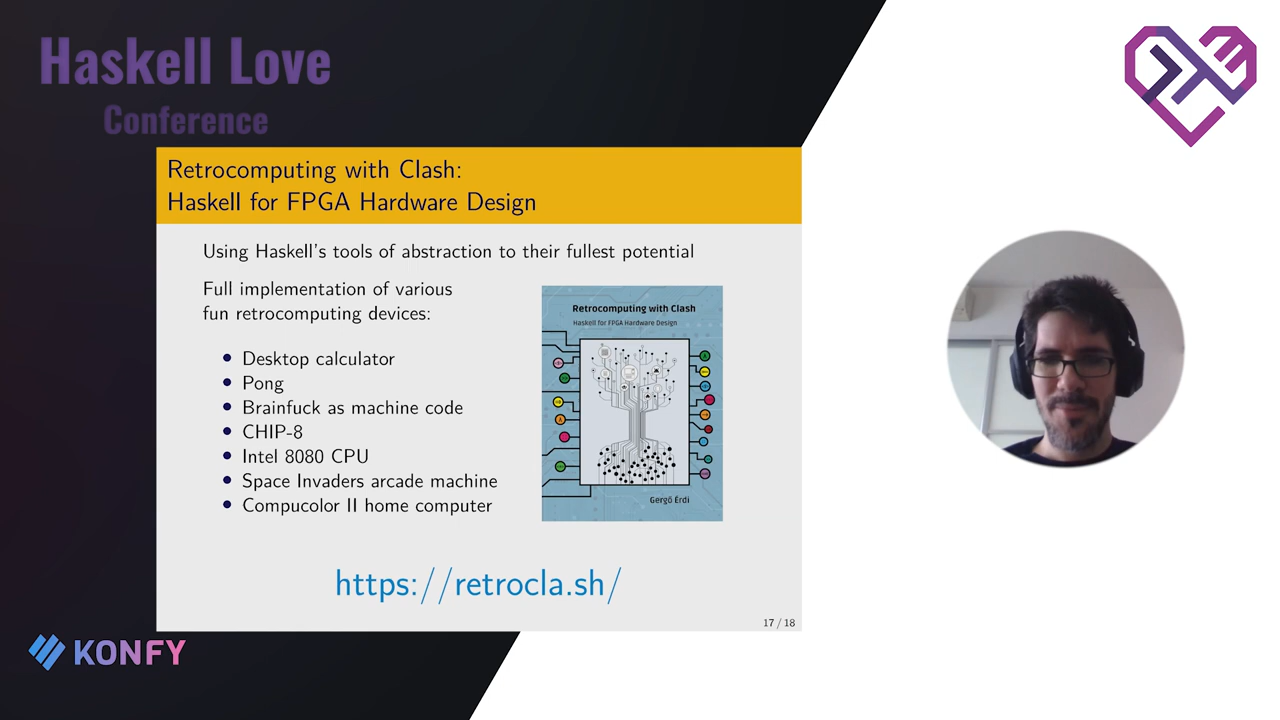 Haskell Love
Conference
Retrocomputing with Clash:
Haskell for FPGA Hardware Design
Using Haskell's tools of abstraction to their fullest potential
Full implementation of various
fun retrocomputing devices:
• Desktop calculator
• Pong
• Brainfuck as machine code
• CHIP-8
• Intel 8080 CPU
• Space Invaders arcade machine
• Compucolor II home computer
Retrocomputing with Clash
Haskell for FPGA Hardware Design
Gergő Érdi
https://retrocla.sh/
17 / 18
KONFY